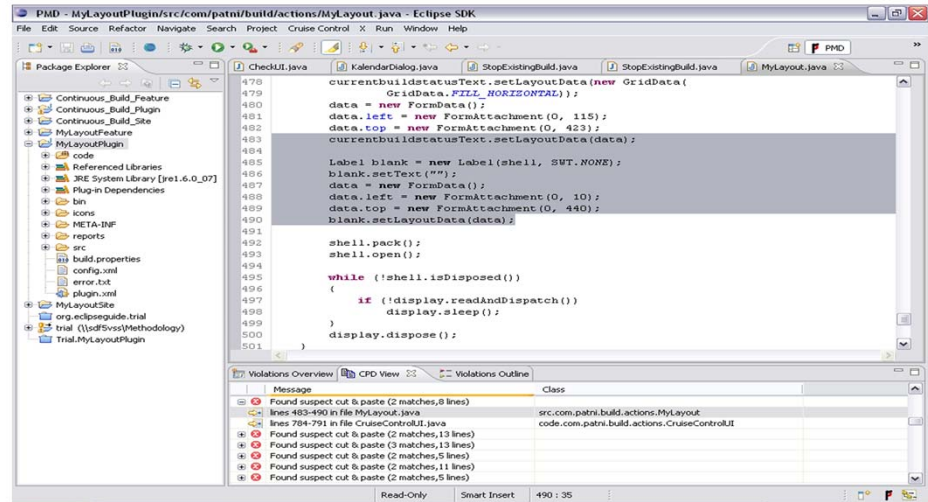 PMD - MyLayoutPlugin/src/com/patni/build/actions/MyLayout.java - Eclipse SDK
File Edit Source Refactor Navigate Search Project Cruise Control X Run Window Help
PMD
Package Explorer
Continuous_Build_Feature
Continuous_Build_Plugin
Continuous_Build_Site
MyLayoutFeature
MyLayoutPlugin
code
Referenced Libraries
JRE System Library [jre1.6.0_07]
Plug-in Dependencies
bin
icons
META-INF
reports
src
build.properties
config.xml
error.txt
plugin.xml
MyLayoutSite
org.eclipseguide.trial
trial (\\sdf5vss\Methodology)
Trial.MyLayoutPlugin
CheckUI.java KalendarDialog.java StopExistingBuild.java StopExistingBuild.java MyLayout.java
478 currentbuildstatusText.setLayoutData(new GridData(
479 GridData.FILL_HORIZONTAL));
480 data = new FormData();
481 data.left = new FormAttachment(0, 115);
482 data.top = new FormAttachment(0, 423);
483 currentbuildstatusText.setLayoutData(data);
484
485 Label blank = new Label(shell, SWT.NONE);
486 blank.setText("");
487 data = new FormData();
488 data.left = new FormAttachment(0, 10);
489 data.top = new FormAttachment(0, 440);
490 blank.setLayoutData(data);
491
492 shell.pack();
493 shell.open();
494
495 while (!shell.isDisposed())
496 {
497 if (!display.readAndDispatch())
498 display.sleep();
499 }
500 display.dispose();
501 }
Violations Overview CPD View Violations Outline
Message Class
Found suspect cut & paste (2 matches,8 lines)
lines 483-490 in file MyLayout.java src.com.patni.build.actions.MyLayout
lines 784-791 in file CruiseControlUI.java code.com.patni.build.actions.CruiseControlUI
Found suspect cut & paste (2 matches,13 lines)
Found suspect cut & paste (3 matches,13 lines)
Found suspect cut & paste (2 matches,5 lines)
Found suspect cut & paste (2 matches,11 lines)
Found suspect cut & paste (2 matches,5 lines)
Read-Only Smart Insert 490 : 35